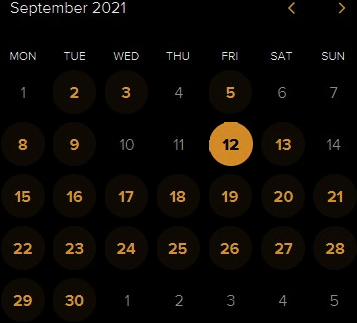 September 2021 < >
MON TUE WED THU FRI SAT SUN
1 2 3 4 5 6 7
8 9 10 11 12 13 14
15 16 17 18 19 20 21
22 23 24 25 26 27 28
29 30 1 2 3 4 5